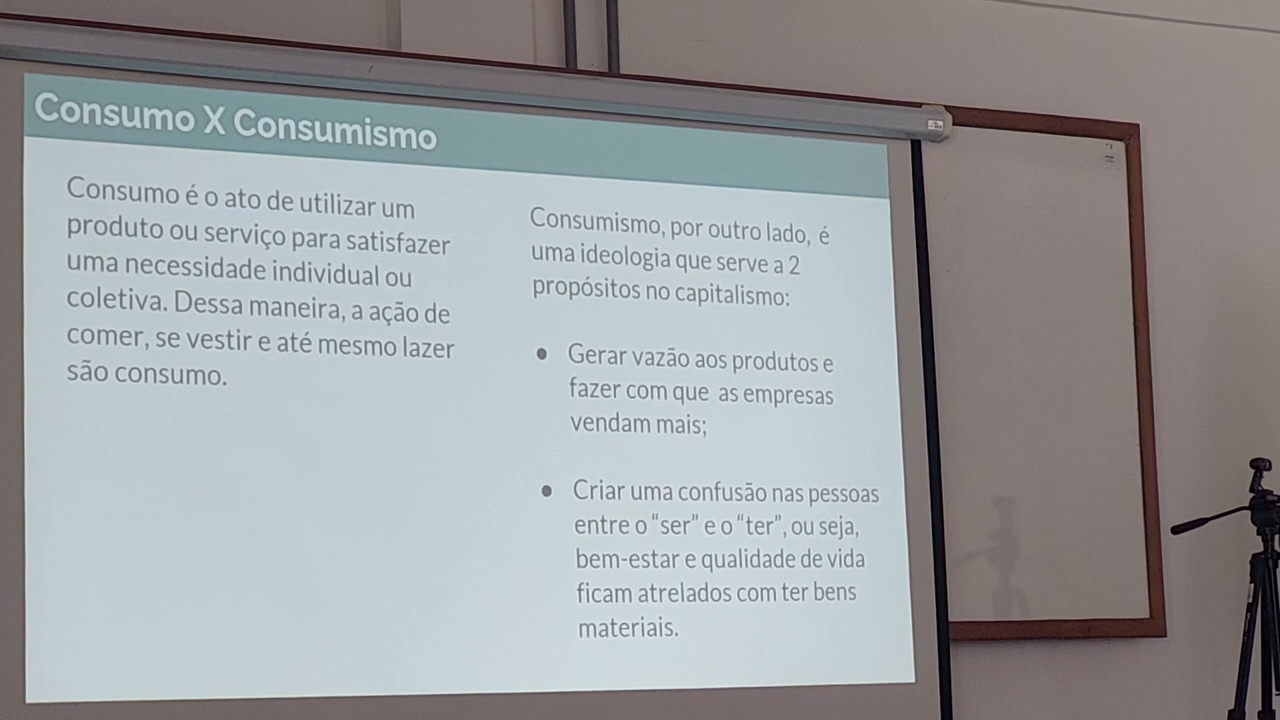 Consumo X Consumismo
Consumo é o ato de utilizar um
produto ou serviço para satisfazer
uma necessidade individual ou
coletiva. Dessa maneira, a ação de
comer, se vestir e até mesmo lazer
são consumo.
Consumismo, por outro lado, é
uma ideologia que serve a 2
propósitos no capitalismo:
● Gerar vazão aos produtos e
fazer com que as empresas
vendam mais;
● Criar uma confusão nas pessoas
entre o “ser” e o “ter”, ou seja,
bem-estar e qualidade de vida
ficam atrelados com ter bens
materiais.